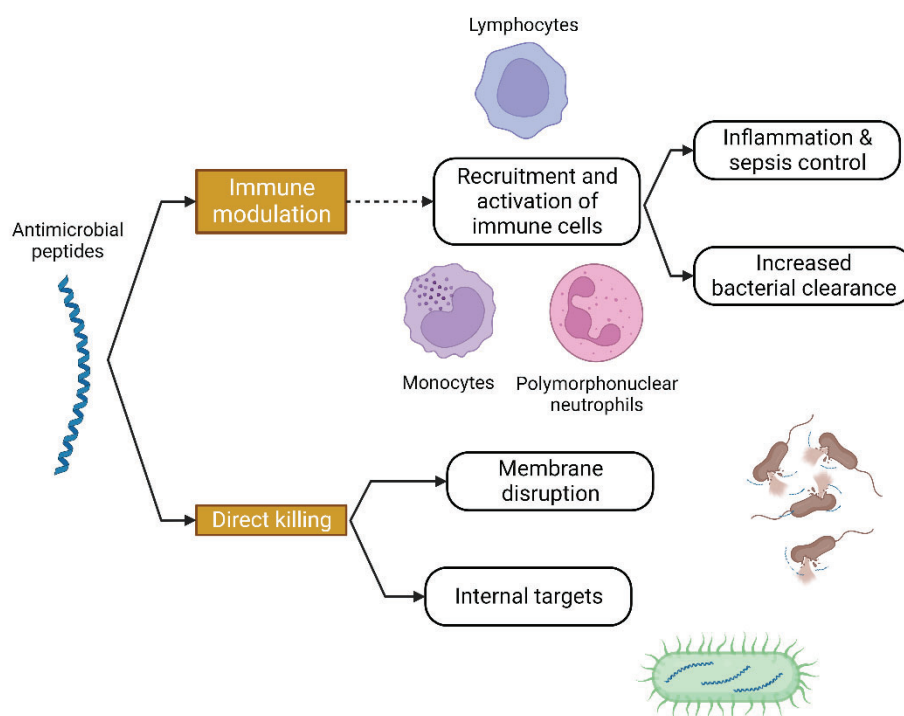 Lymphocytes
Immune
modulation
Recruitment and
activation of
immune cells
Inflammation &
sepsis control
Increased
bacterial clearance
Antimicrobial
peptides
Monocytes
Polymorphonuclear
neutrophils
Direct killing
Membrane
disruption
Internal targets